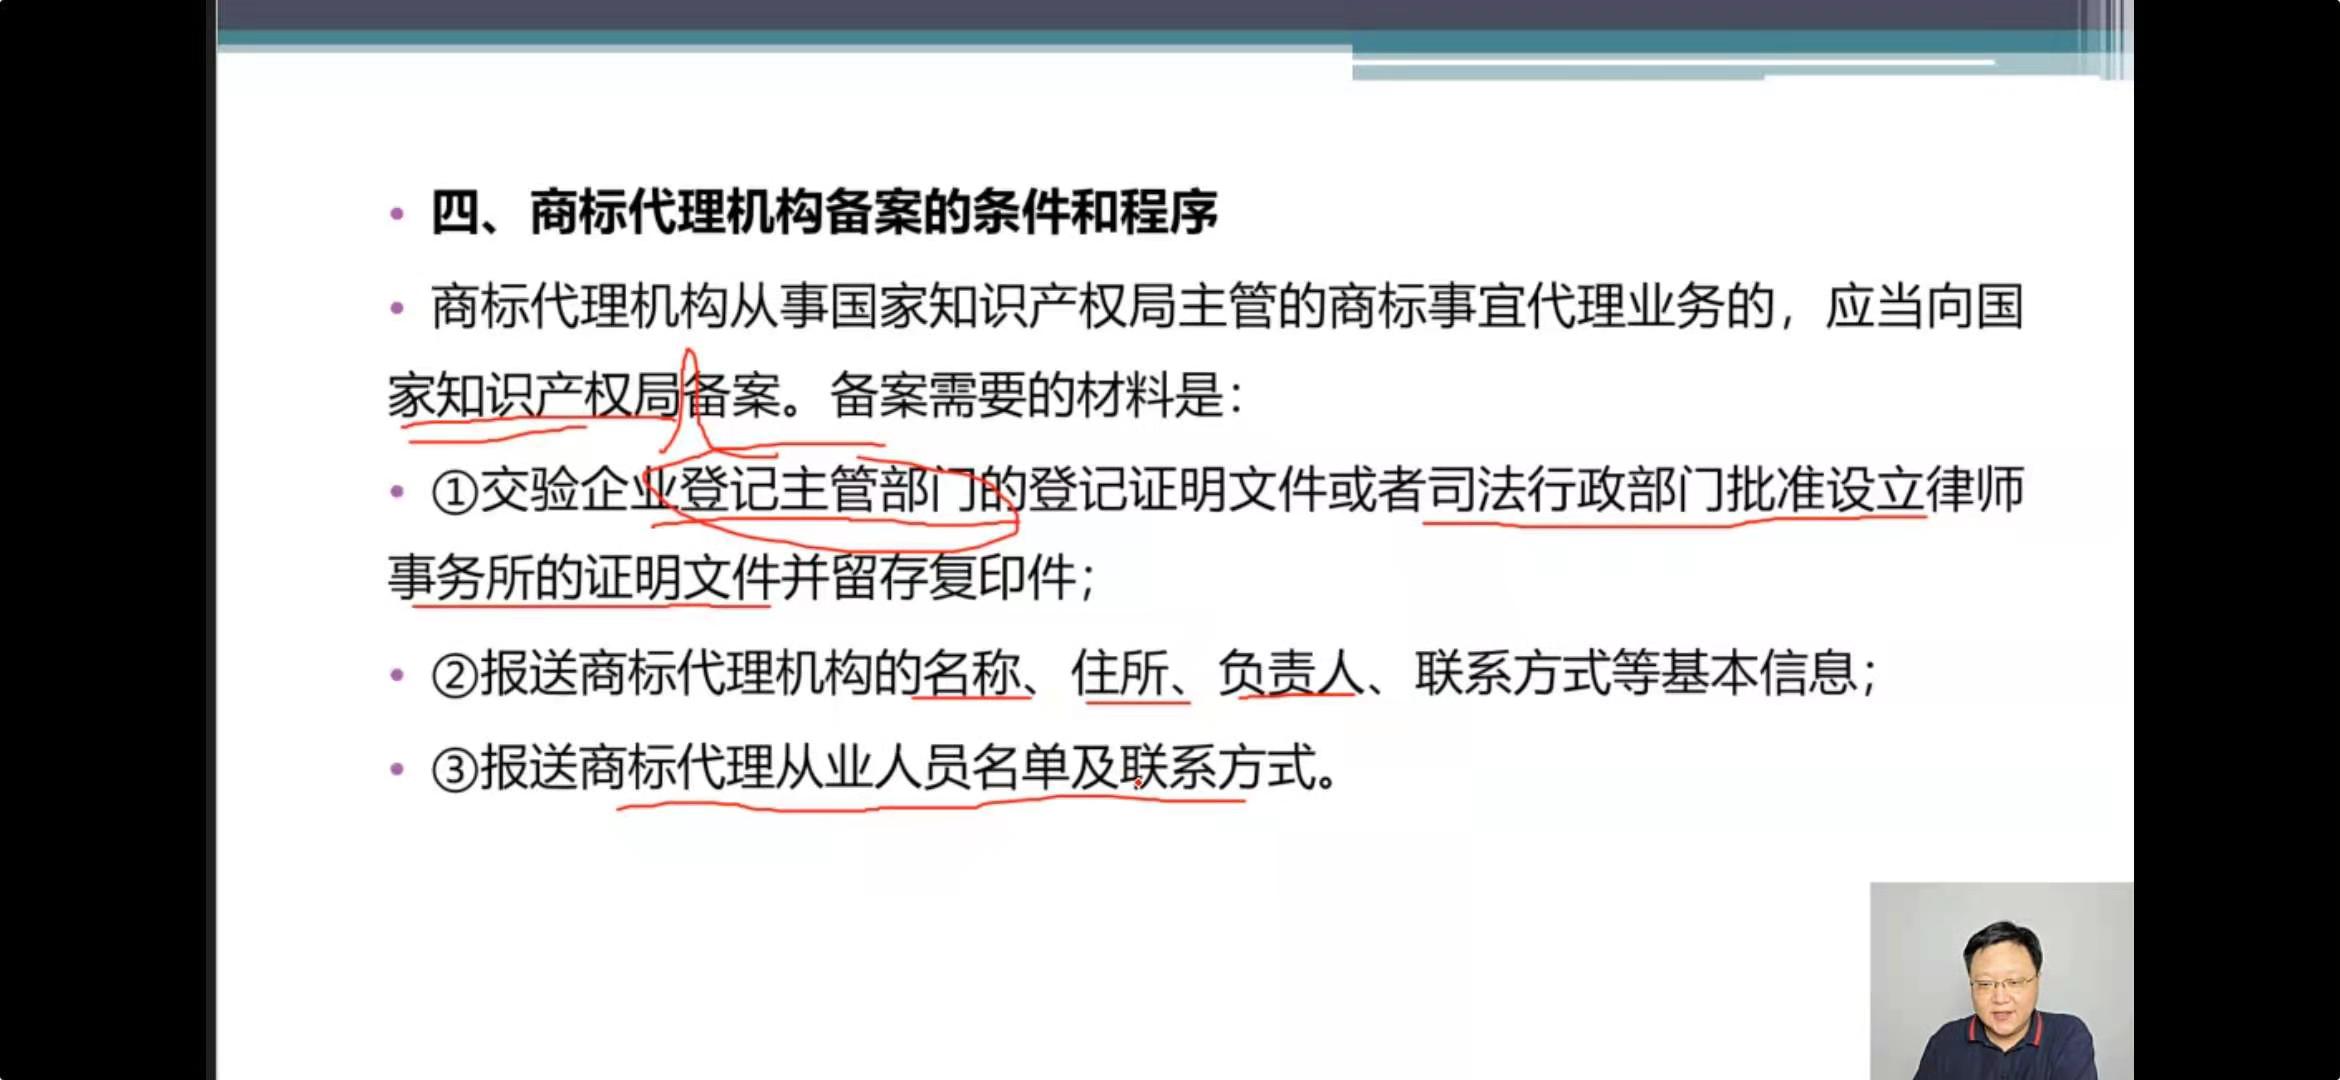 四、商标代理机构备案的条件和程序
商标代理机构从事国家知识产权局主管的商标事宜代理业务的，应当向国
家知识产权局备案。备案需要的材料是：
①交验企业登记主管部门的登记证明文件或者司法行政部门批准设立律师
事务所的证明文件并留存复印件；
②报送商标代理机构的名称、住所、负责人、联系方式等基本信息；
③报送商标代理从业人员名单及联系方式。